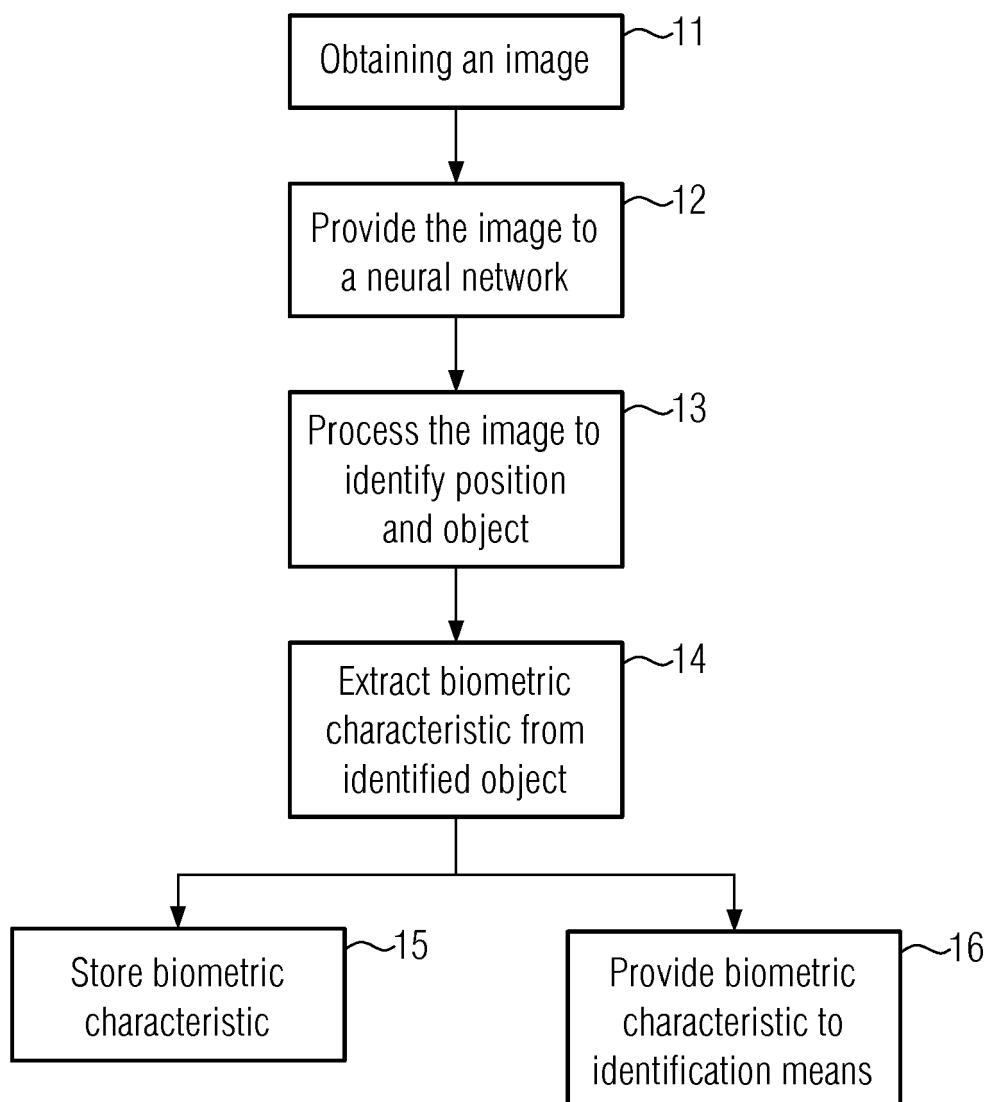 Obtaining an image
11
Provide the image to
a neural network
12
Process the image to
identify position
and object
13
Extract biometric
characteristic from
identified object
14
Store biometric
characteristic
15
Provide biometric
characteristic to
identification means
16